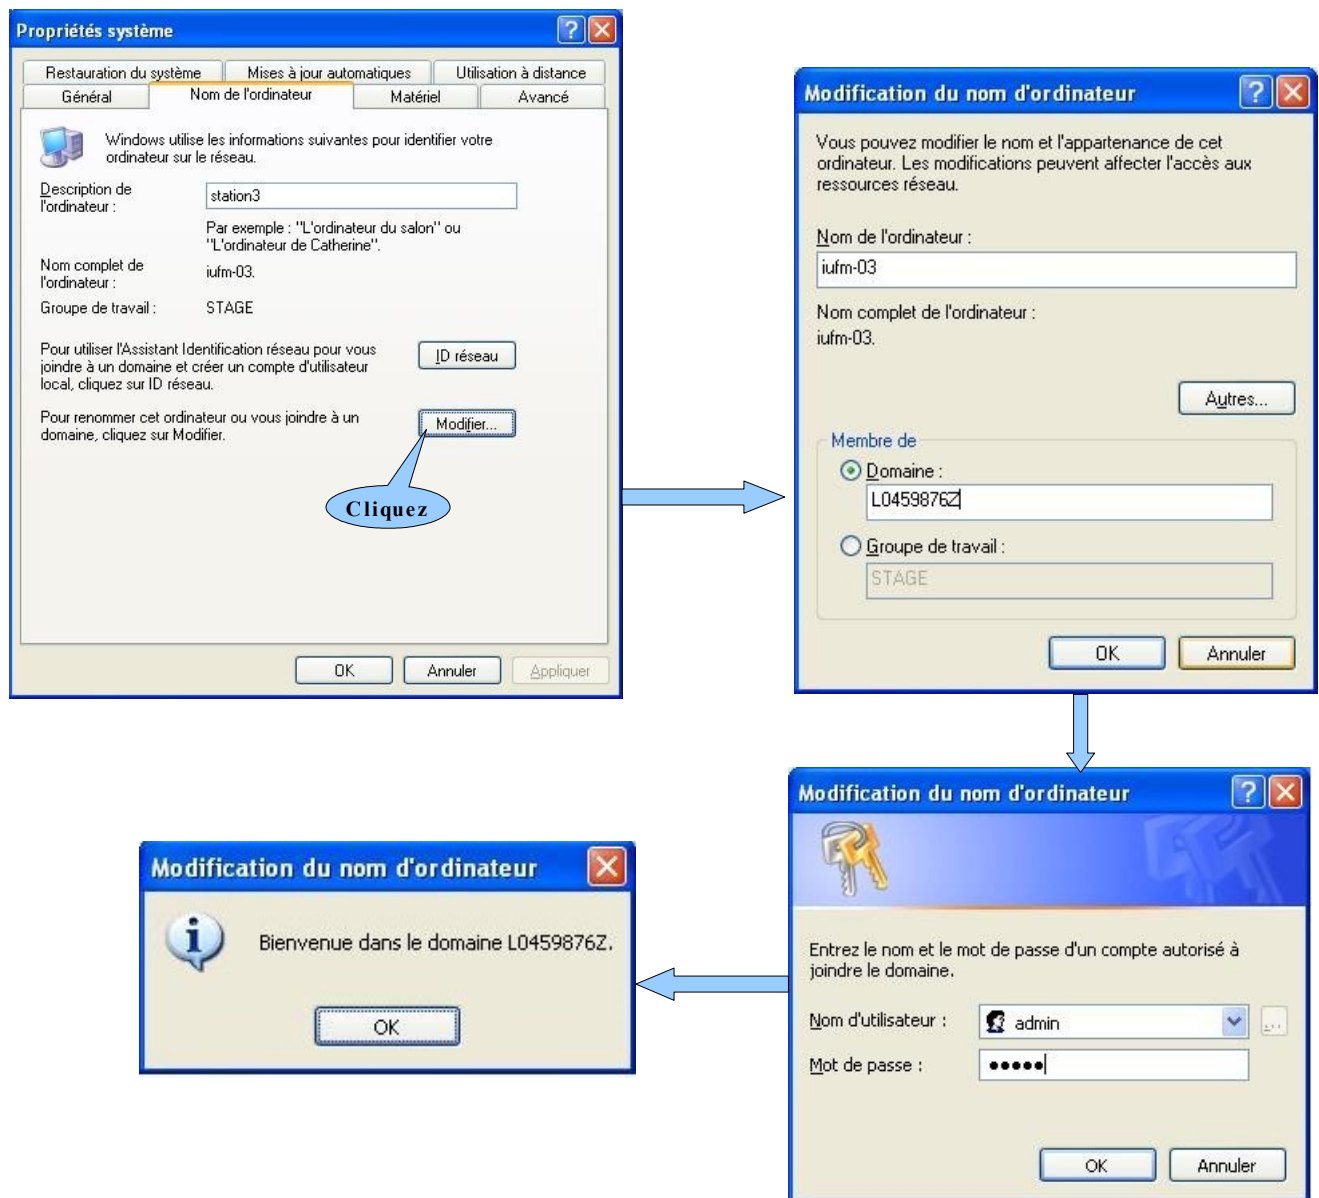 Propriétés système
Restauration du système
Mises à jour automatiques
Utilisation à distance
Général
Nom de l'ordinateur
Matériel
Avancé
Windows utilise les informations suivantes pour identifier votre
ordinateur sur le réseau.
Description de
l'ordinateur :
station3
Par exemple : "L'ordinateur du salon" ou
"L'ordinateur de Catherine".
Nom complet de
l'ordinateur :
iufm-03.
Groupe de travail :
STAGE
Pour utiliser l'Assistant Identification réseau pour vous
joindre à un domaine et créer un compte d'utilisateur
local, cliquez sur ID réseau.
ID réseau
Pour renommer cet ordinateur ou vous joindre à un
domaine, cliquez sur Modifier.
Modifier...
Cliquez
OK
Annuler
Appliquer
Modification du nom d'ordinateur
Vous pouvez modifier le nom et l'appartenance de cet
ordinateur. Les modifications peuvent affecter l'accès aux
ressources réseau.
Nom de l'ordinateur :
iufm-03
Nom complet de l'ordinateur :
iufm-03.
Autres...
Membre de
Domaine :
L0459876Z
Groupe de travail :
STAGE
OK
Annuler
Modification du nom d'ordinateur
Entrez le nom et le mot de passe d'un compte autorisé à
joindre le domaine.
Nom d'utilisateur :
admin
...
Mot de passe :
●●●●●
OK
Annuler
Modification du nom d'ordinateur
Bienvenue dans le domaine L0459876Z.
OK